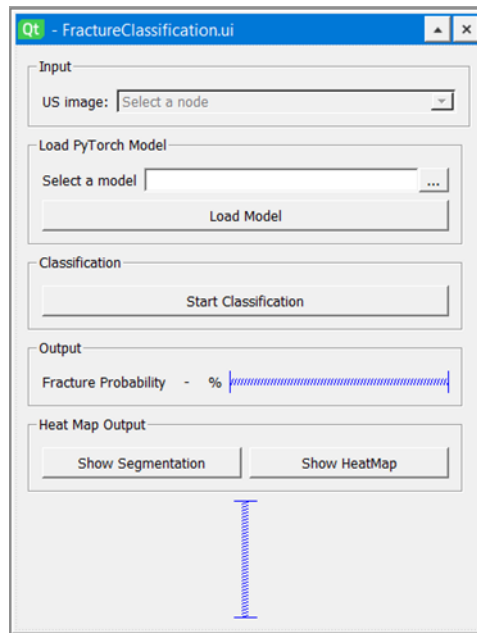 Qt - FractureClassification.ui
Input
US image: Select a node
Load PyTorch Model
Select a model ...
Load Model
Classification
Start Classification
Output
Fracture Probability - %
Heat Map Output
Show Segmentation Show HeatMap